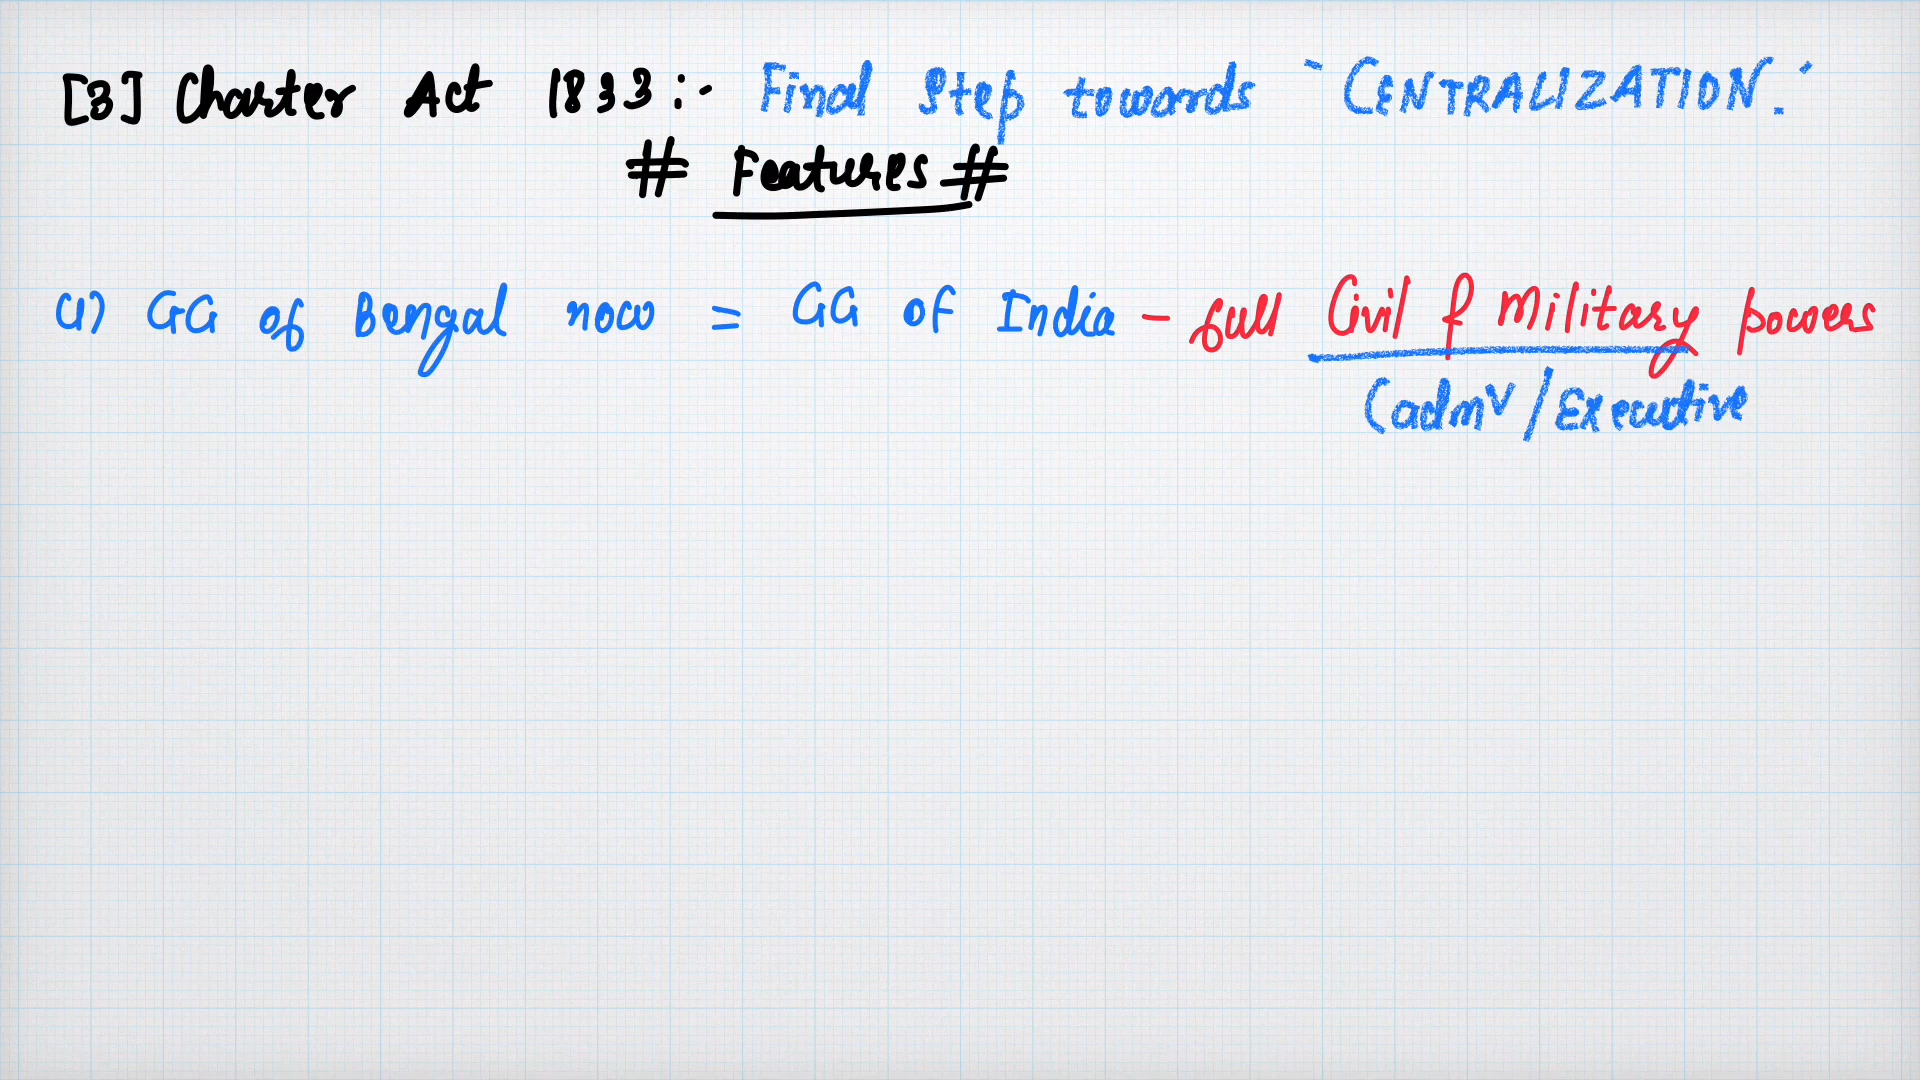 [3] Charter Act 1833:- Final Step towards `CENTRALIZATION.'
# Features #
(1) GG of Bengal now = GG of India - full Civil & Military powers
(admv/Executive